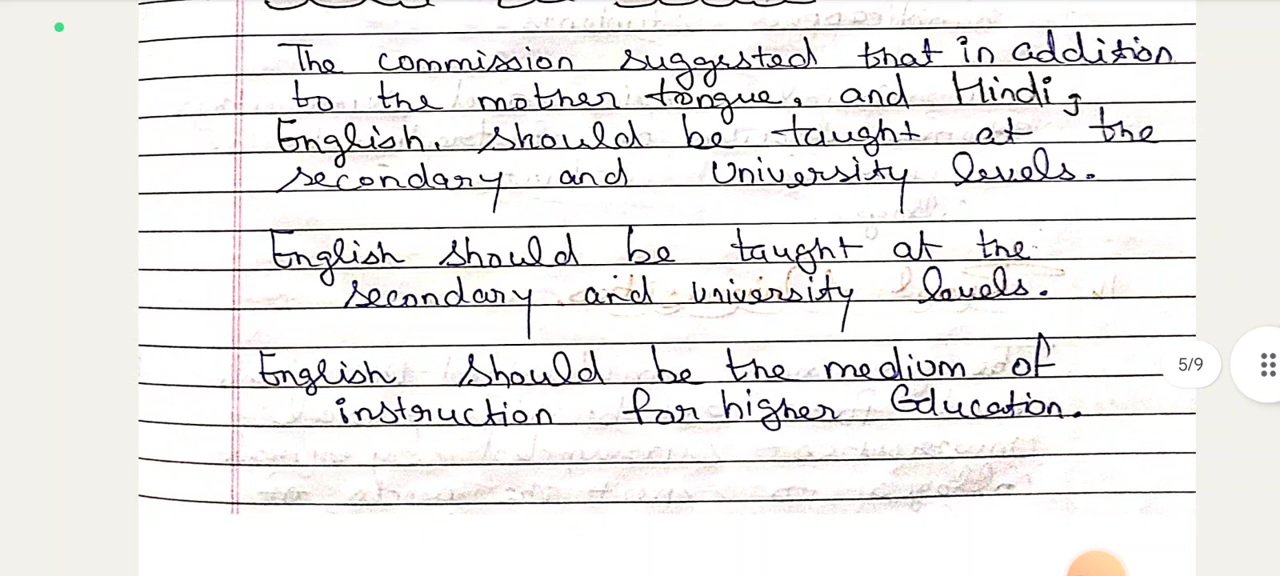 The commission suggested that in addition
to the mother tongue, and Hindi,
English, should be taught at the
secondary and University levels.
English should be taught at the
secondary and university levels.
English should be the medium of
instruction for higher Education.
5/9